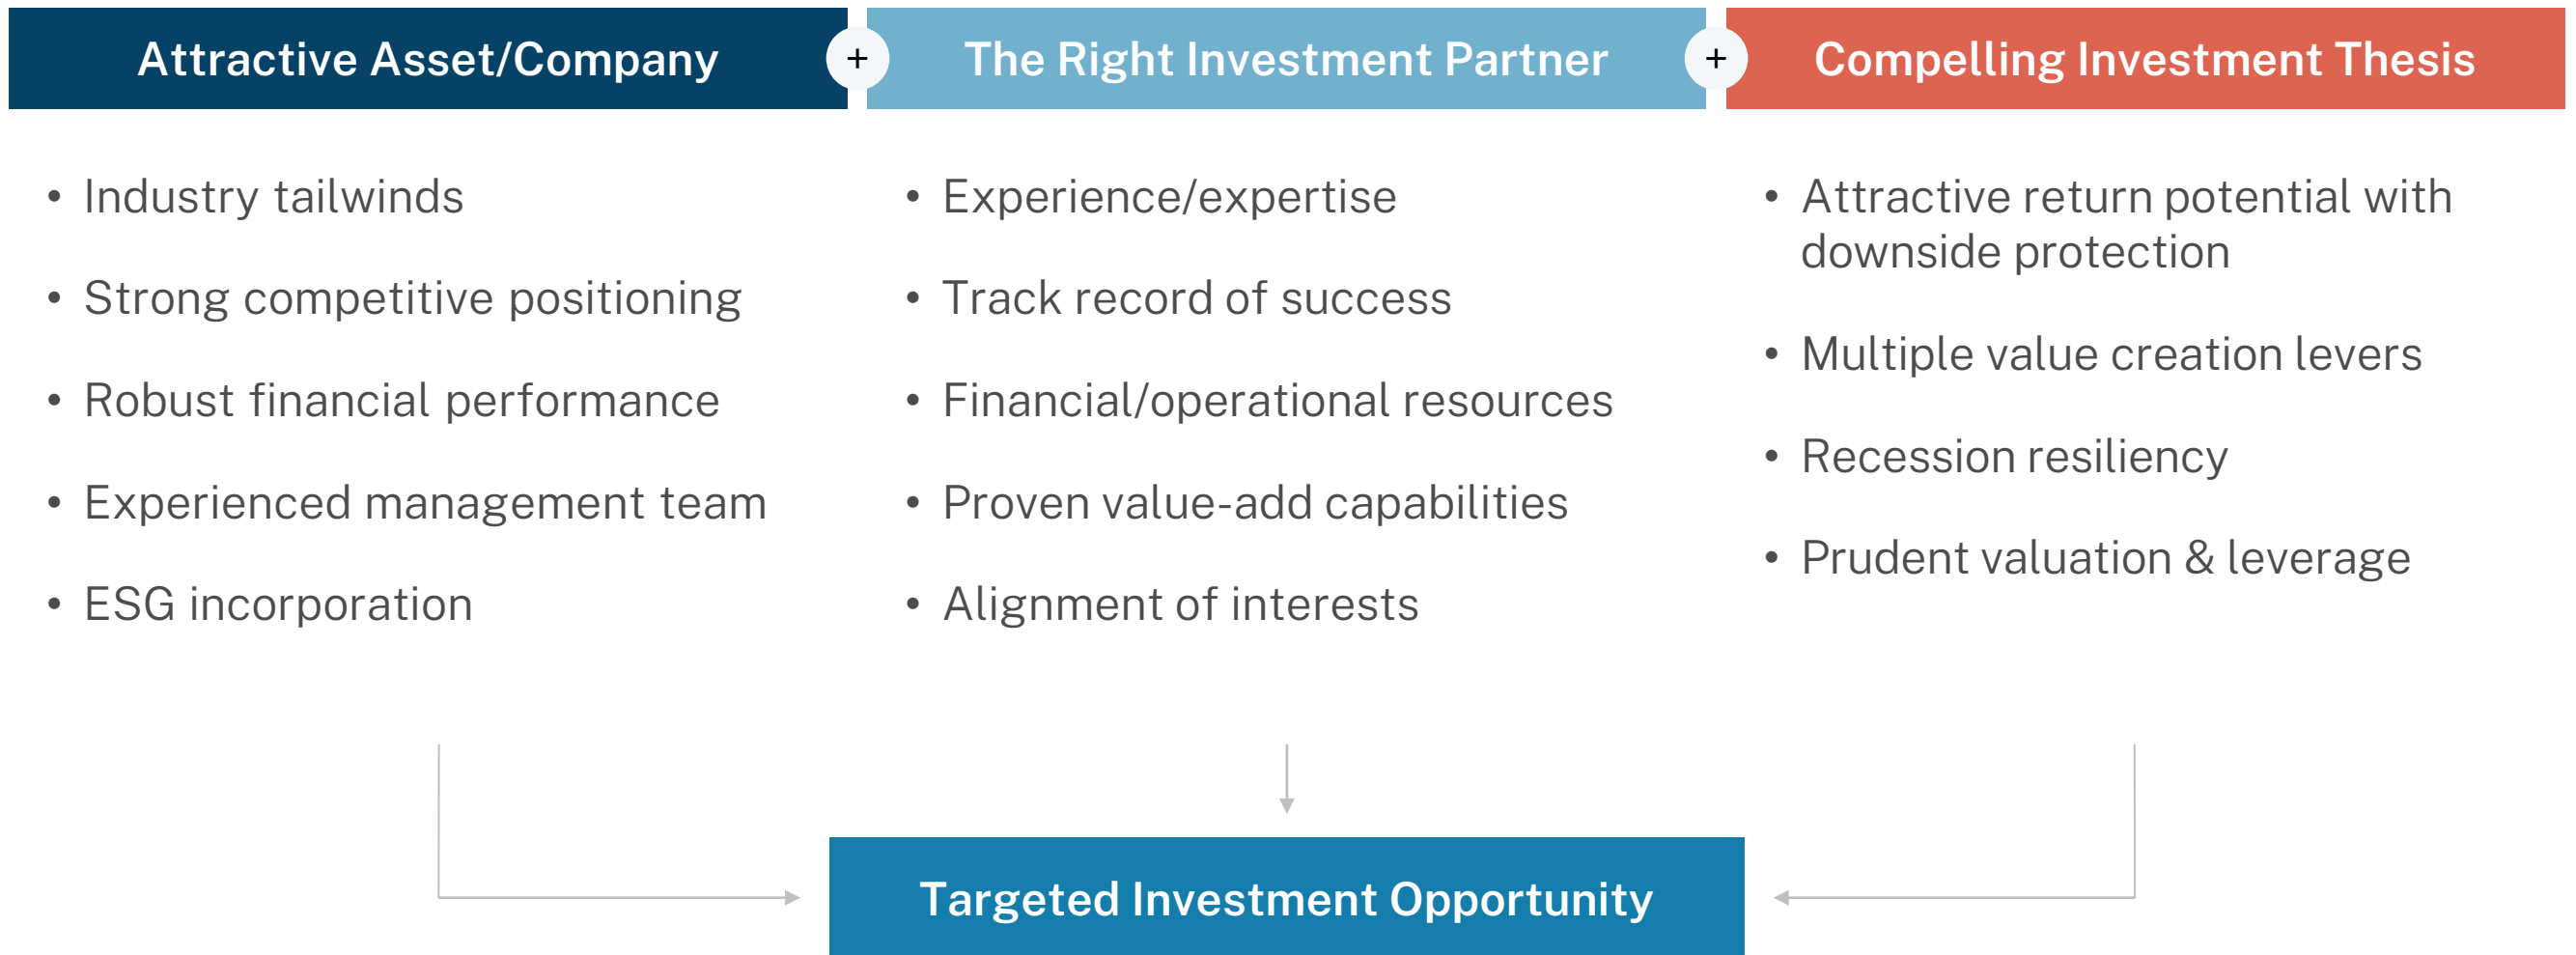 Attractive Asset/Company
+
The Right Investment Partner
+
Compelling Investment Thesis
• Industry tailwinds
• Strong competitive positioning
• Robust financial performance
• Experienced management team
• ESG incorporation
• Experience/expertise
• Track record of success
• Financial/operational resources
• Proven value-add capabilities
• Alignment of interests
• Attractive return potential with
downside protection
• Multiple value creation levers
• Recession resiliency
• Prudent valuation & leverage
Targeted Investment Opportunity